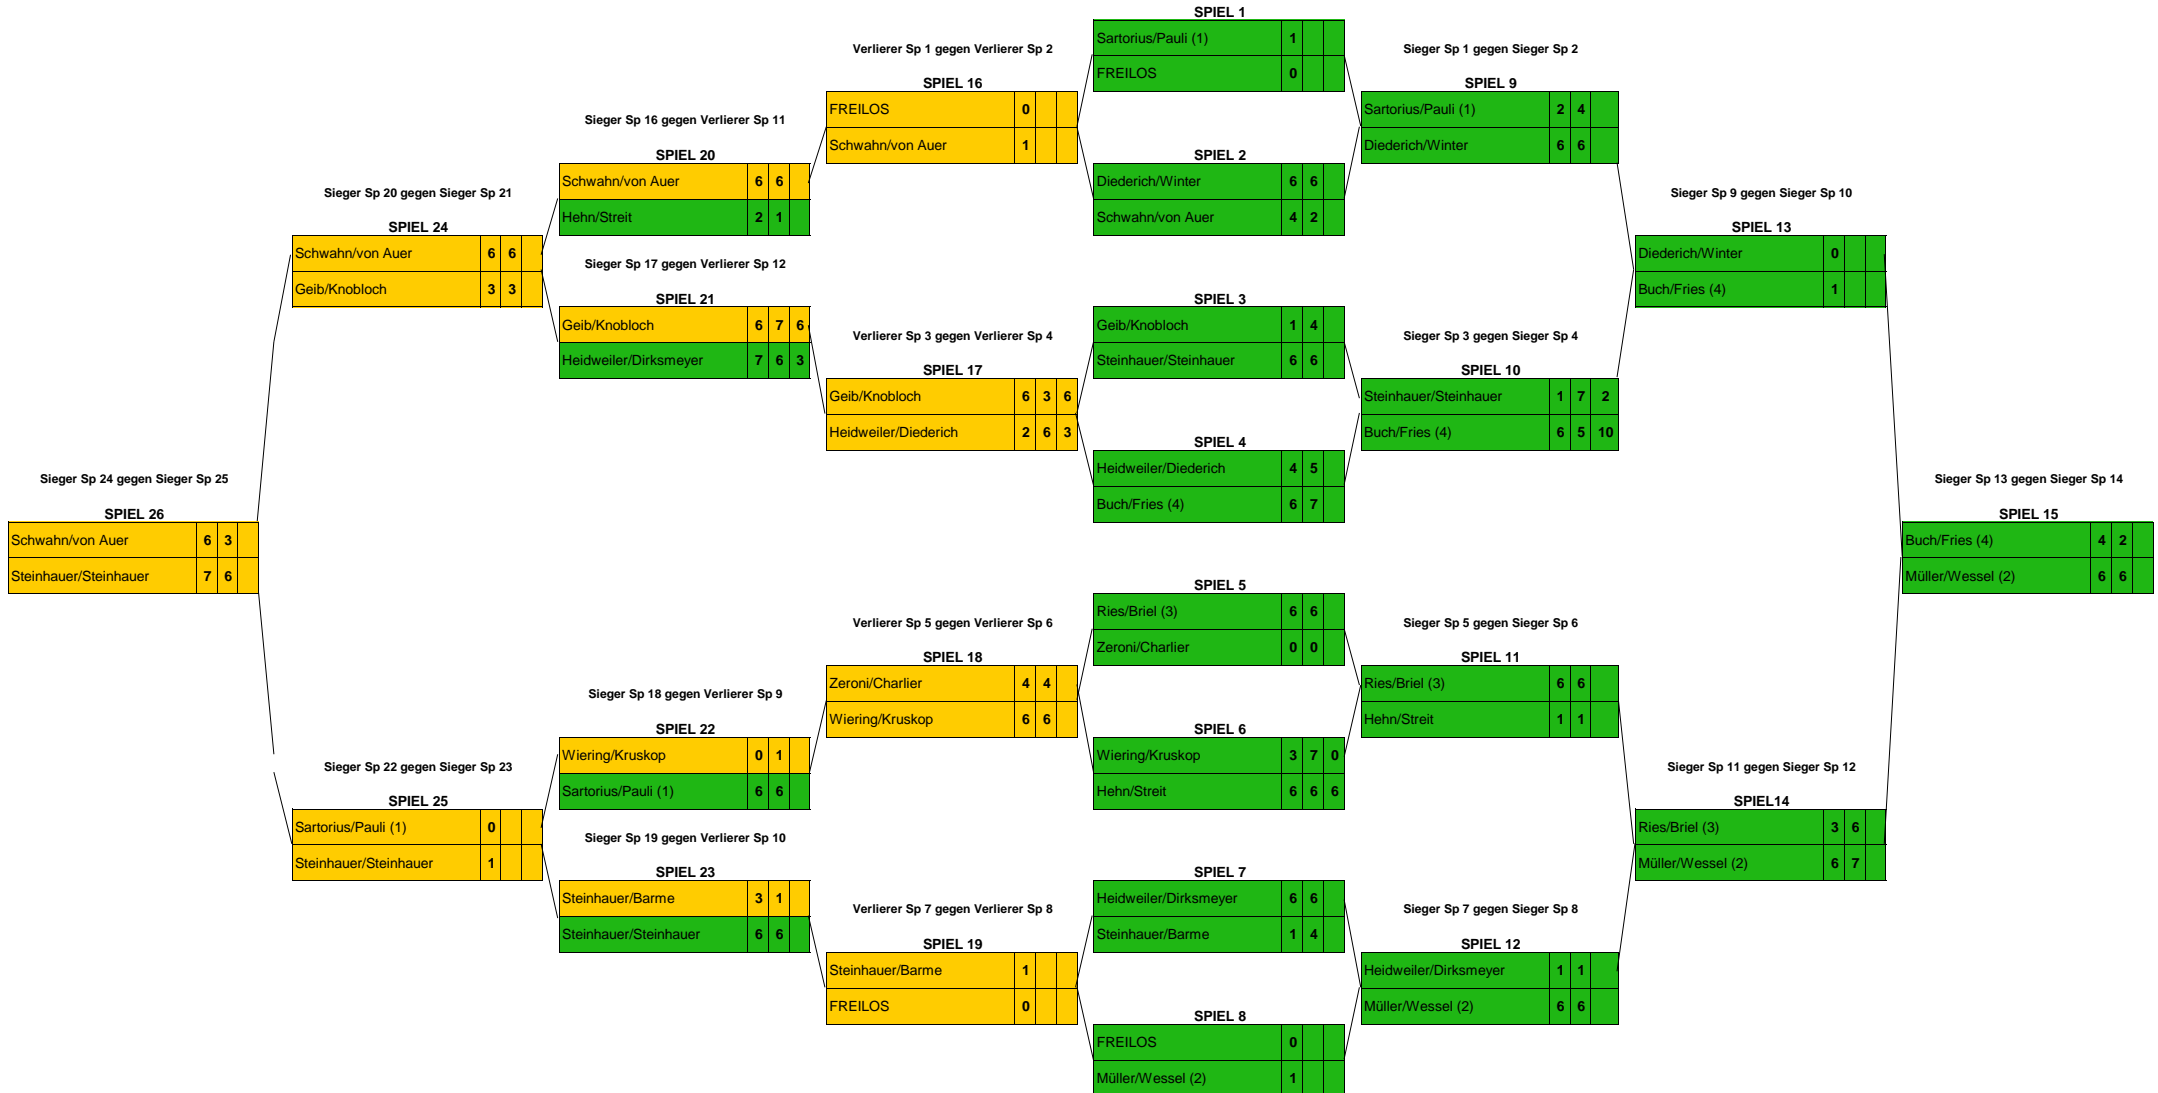 SPIEL 1
Sartorius/Pauli (1) 1
FREILOS 0
Verlierer Sp 1 gegen Verlierer Sp 2
Sieger Sp 1 gegen Sieger Sp 2
SPIEL 16
FREILOS 0
Schwahn/von Auer 1
SPIEL 9
Sartorius/Pauli (1) 2 4
Diederich/Winter 6 6
Sieger Sp 16 gegen Verlierer Sp 11
SPIEL 20
Schwahn/von Auer 6 6
Hehn/Streit 2 1
SPIEL 2
Diederich/Winter 6 6
Schwahn/von Auer 4 2
Sieger Sp 20 gegen Sieger Sp 21
SPIEL 24
Schwahn/von Auer 6 6
Geib/Knobloch 3 3
Sieger Sp 9 gegen Sieger Sp 10
SPIEL 13
Diederich/Winter 0
Buch/Fries (4) 1
Sieger Sp 17 gegen Verlierer Sp 12
SPIEL 21
Geib/Knobloch 6 7 6
Heidweiler/Dirksmeyer 7 6 3
SPIEL 3
Geib/Knobloch 1 4
Steinhauer/Steinhauer 6 6
Verlierer Sp 3 gegen Verlierer Sp 4
Sieger Sp 3 gegen Sieger Sp 4
SPIEL 17
Geib/Knobloch 6 3 6
Heidweiler/Diederich 2 6 3
SPIEL 10
Steinhauer/Steinhauer 1 7 2
Buch/Fries (4) 6 5 10
SPIEL 4
Heidweiler/Diederich 4 5
Buch/Fries (4) 6 7
Sieger Sp 24 gegen Sieger Sp 25
SPIEL 26
Schwahn/von Auer 6 3
Steinhauer/Steinhauer 7 6
Sieger Sp 13 gegen Sieger Sp 14
SPIEL 15
Buch/Fries (4) 4 2
Müller/Wessel (2) 6 6
SPIEL 5
Ries/Briel (3) 6 6
Zeroni/Charlier 0 0
Verlierer Sp 5 gegen Verlierer Sp 6
Sieger Sp 5 gegen Sieger Sp 6
SPIEL 18
Zeroni/Charlier 4 4
Wiering/Kruskop 6 6
SPIEL 11
Ries/Briel (3) 6 6
Hehn/Streit 1 1
Sieger Sp 18 gegen Verlierer Sp 9
SPIEL 22
Wiering/Kruskop 0 1
Sartorius/Pauli (1) 6 6
SPIEL 6
Wiering/Kruskop 3 7 0
Hehn/Streit 6 6 6
Sieger Sp 22 gegen Sieger Sp 23
SPIEL 25
Sartorius/Pauli (1) 0
Steinhauer/Steinhauer 1
Sieger Sp 11 gegen Sieger Sp 12
SPIEL14
Ries/Briel (3) 3 6
Müller/Wessel (2) 6 7
Sieger Sp 19 gegen Verlierer Sp 10
SPIEL 23
Steinhauer/Barme 3 1
Steinhauer/Steinhauer 6 6
SPIEL 7
Heidweiler/Dirksmeyer 6 6
Steinhauer/Barme 1 4
Verlierer Sp 7 gegen Verlierer Sp 8
Sieger Sp 7 gegen Sieger Sp 8
SPIEL 19
Steinhauer/Barme 1
FREILOS 0
SPIEL 12
Heidweiler/Dirksmeyer 1 1
Müller/Wessel (2) 6 6
SPIEL 8
FREILOS 0
Müller/Wessel (2) 1